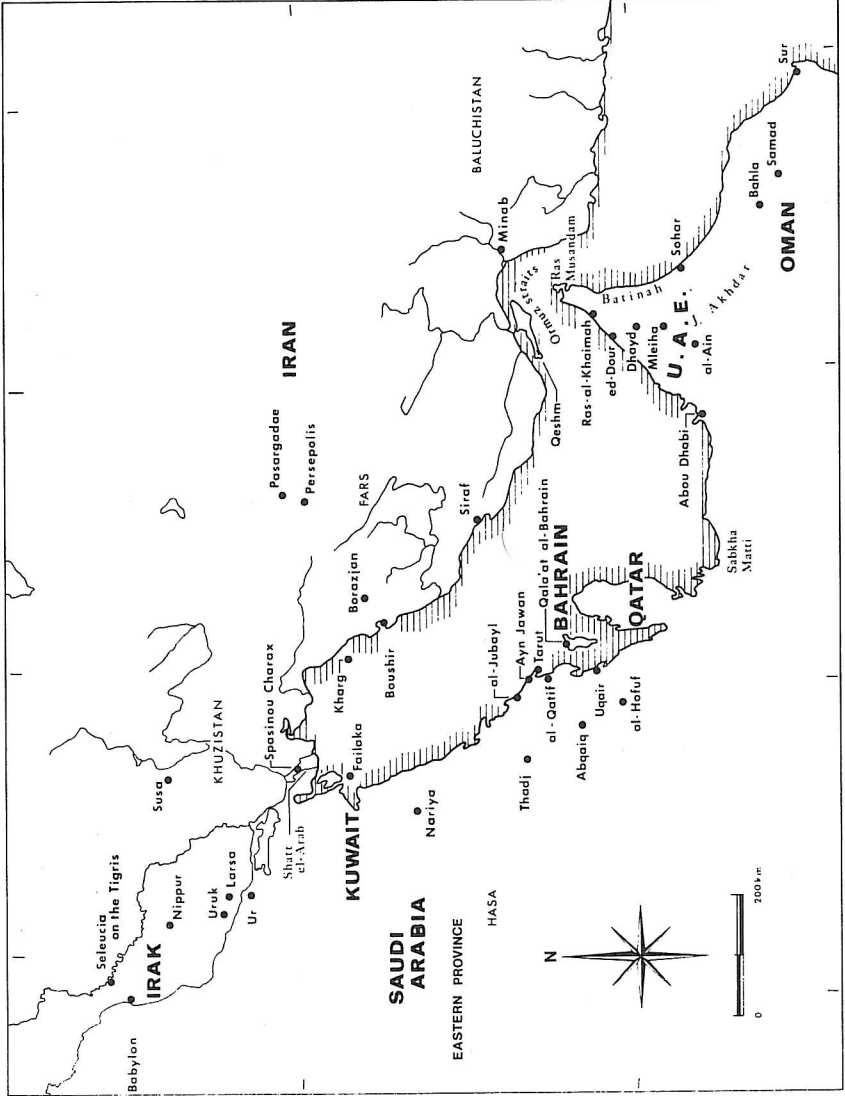 Seleucia
on the Tigris
Babylon
IRAK
Nippur
Uruk
Larsa
Ur
Susa
KHUZISTAN
Spasinou Charax
Shatt
el-Arab
KUWAIT
Failaka
Kharg
Boushir
Borazjan
Pasargadae
Persepolis
IRAN
FARS
Siraf
Nariya
SAUDI
ARABIA
EASTERN PROVINCE
HASA
Thadj
al-Jubayl
Ayn Jawan
Tarut
Qala'at al-Bahrain
al-Qatif
BAHRAIN
Abqaiq
Uqair
al-Hofuf
QATAR
Sabkha
Matti
Abou Dhabi
Qeshm
Ormuz straits
Ras
Musandam
Minab
BALUCHISTAN
Ras-al-Khaimah
ed-Dour
Dhayd
Mleiha
U.A.E.
al-Ain
J. Akhdar
Batinah
Sohar
Bahla
Samad
OMAN
Sur
N
0 200 km